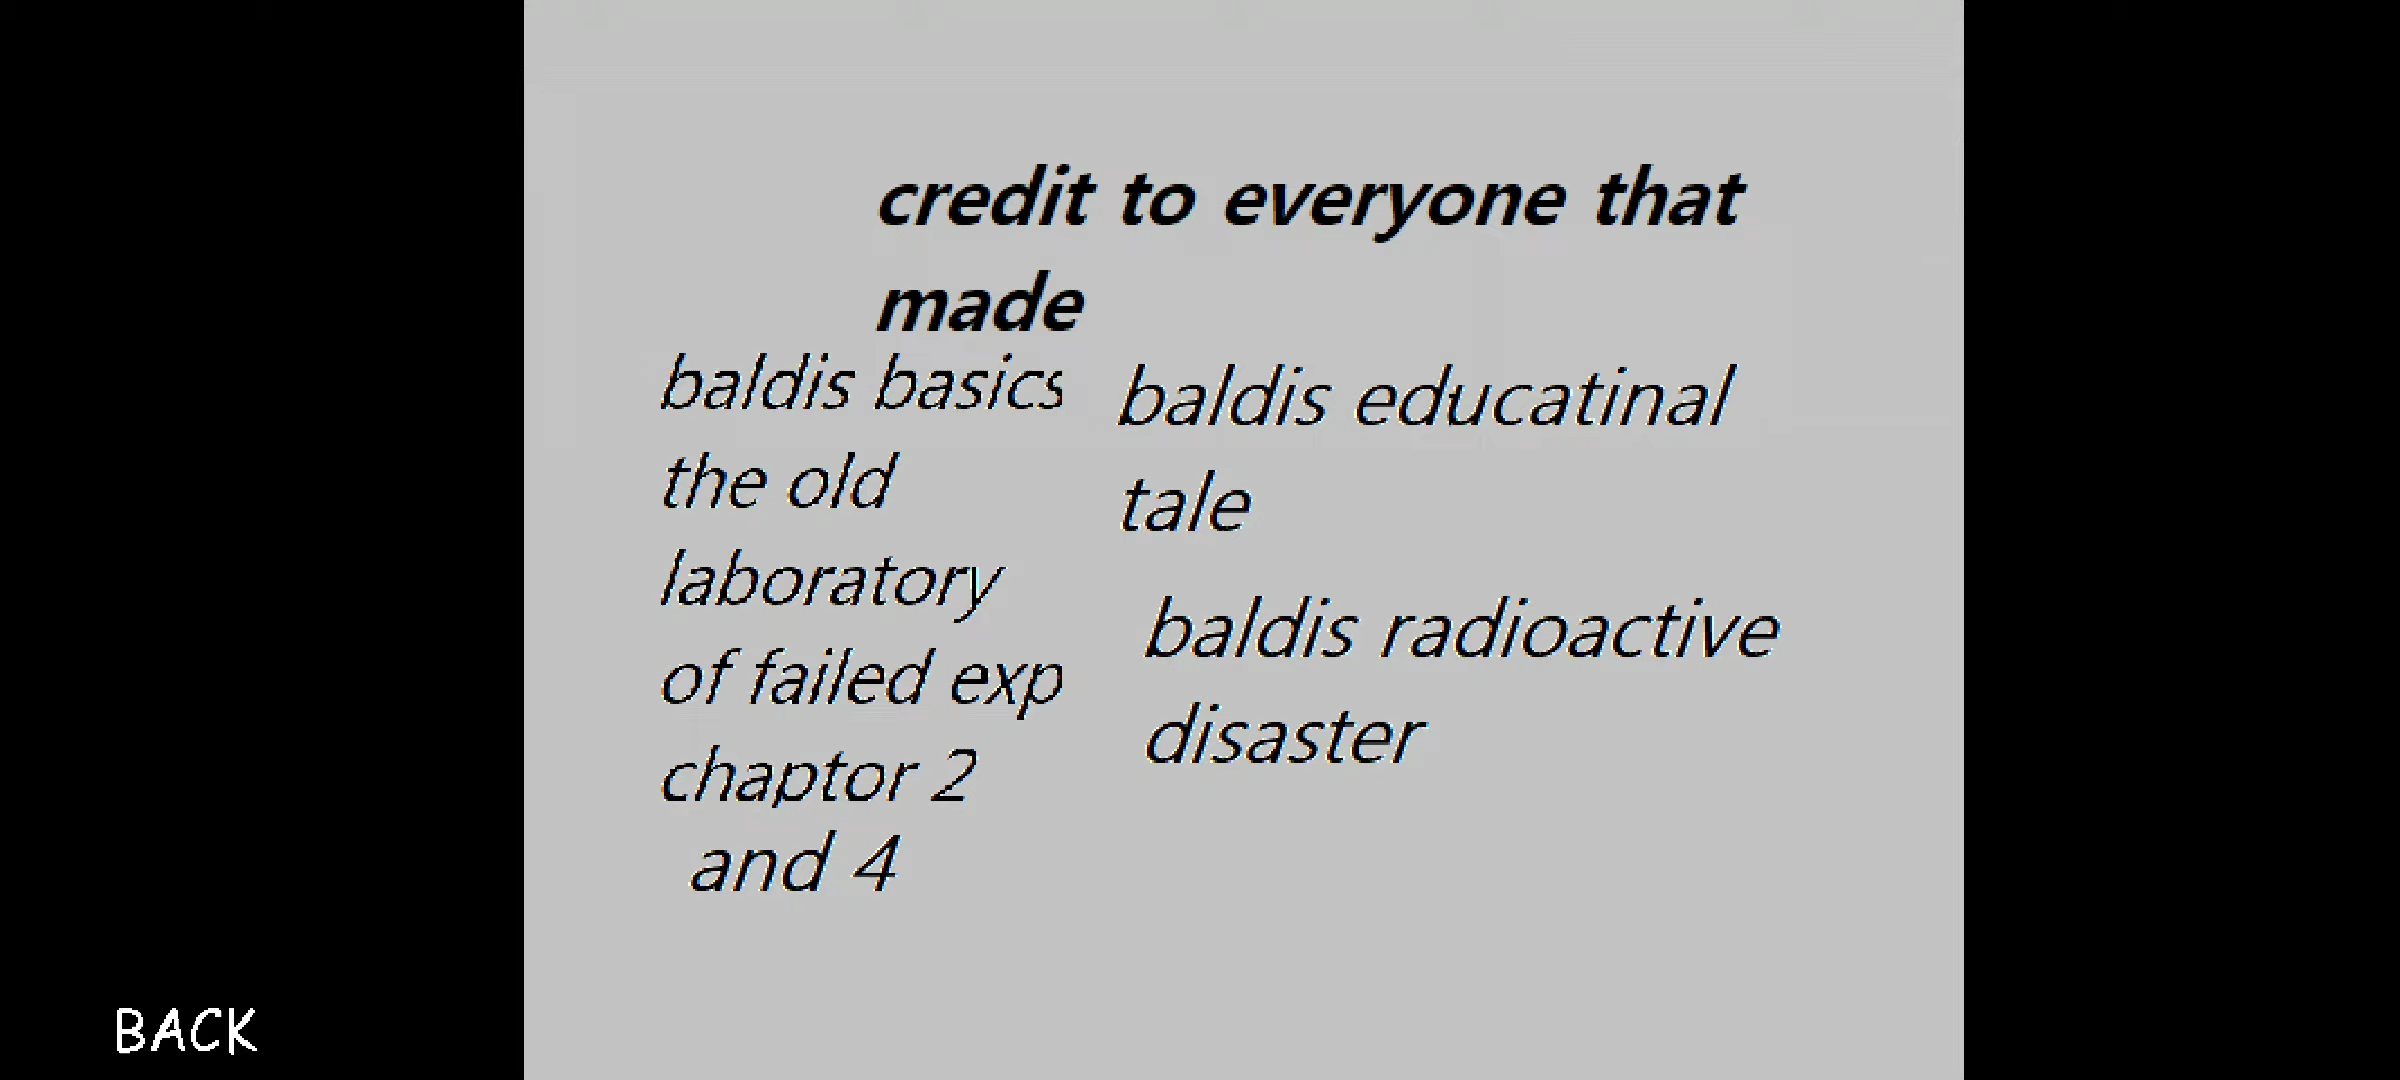 credit to everyone that
made
baldis basics
the old
laboratory
of failed exp
chaptor 2
and 4
baldis educatinal
tale
baldis radioactive
disaster
BACK